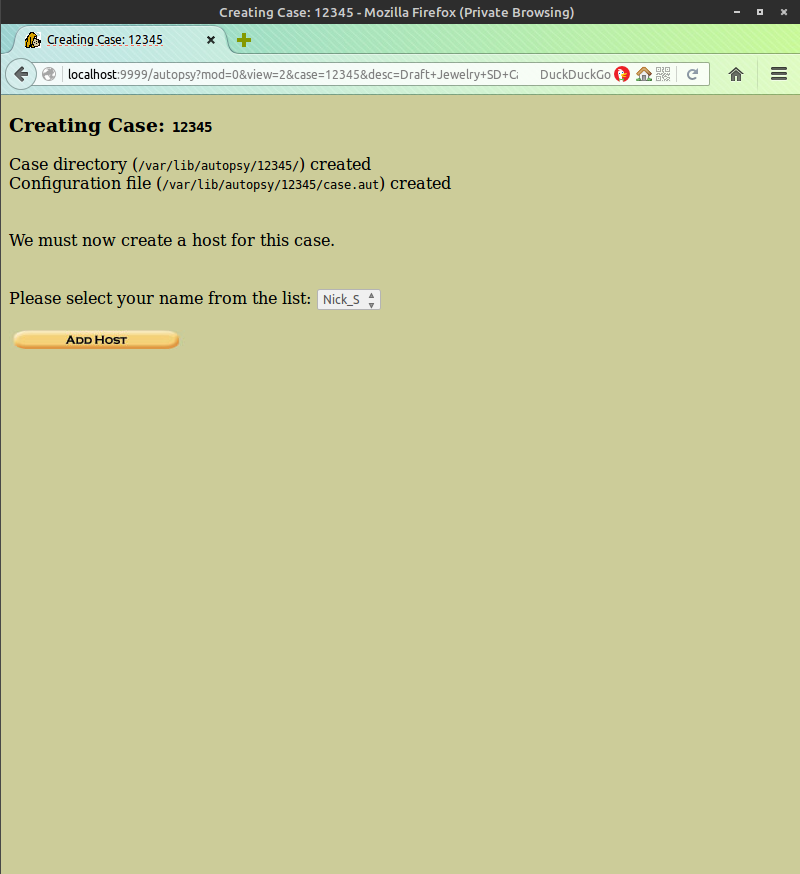 Creating Case: 12345 - Mozilla Firefox (Private Browsing)
Creating Case: 12345
localhost:9999/autopsy?mod=0&view=2&case=12345&desc=Draft+Jewelry+SD+Ca DuckDuckGo
Creating Case: 12345
Case directory (/var/lib/autopsy/12345/) created
Configuration file (/var/lib/autopsy/12345/case.aut) created
We must now create a host for this case.
Please select your name from the list: Nick_S
ADD HOST